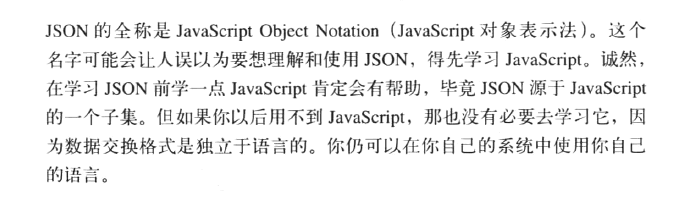 JSON 的全称是 JavaScript Object Notation（JavaScript 对象表示法）。这个
名字可能会让人误以为要想理解和使用 JSON，得先学习 JavaScript。诚然，
在学习 JSON 前学一点 JavaScript 肯定会有帮助，毕竟 JSON 源于 JavaScript
的一个子集。但如果你以后用不到 JavaScript，那也没有必要去学习它，因
为数据交换格式是独立于语言的。你仍可以在你自己的系统中使用你自己
的语言。